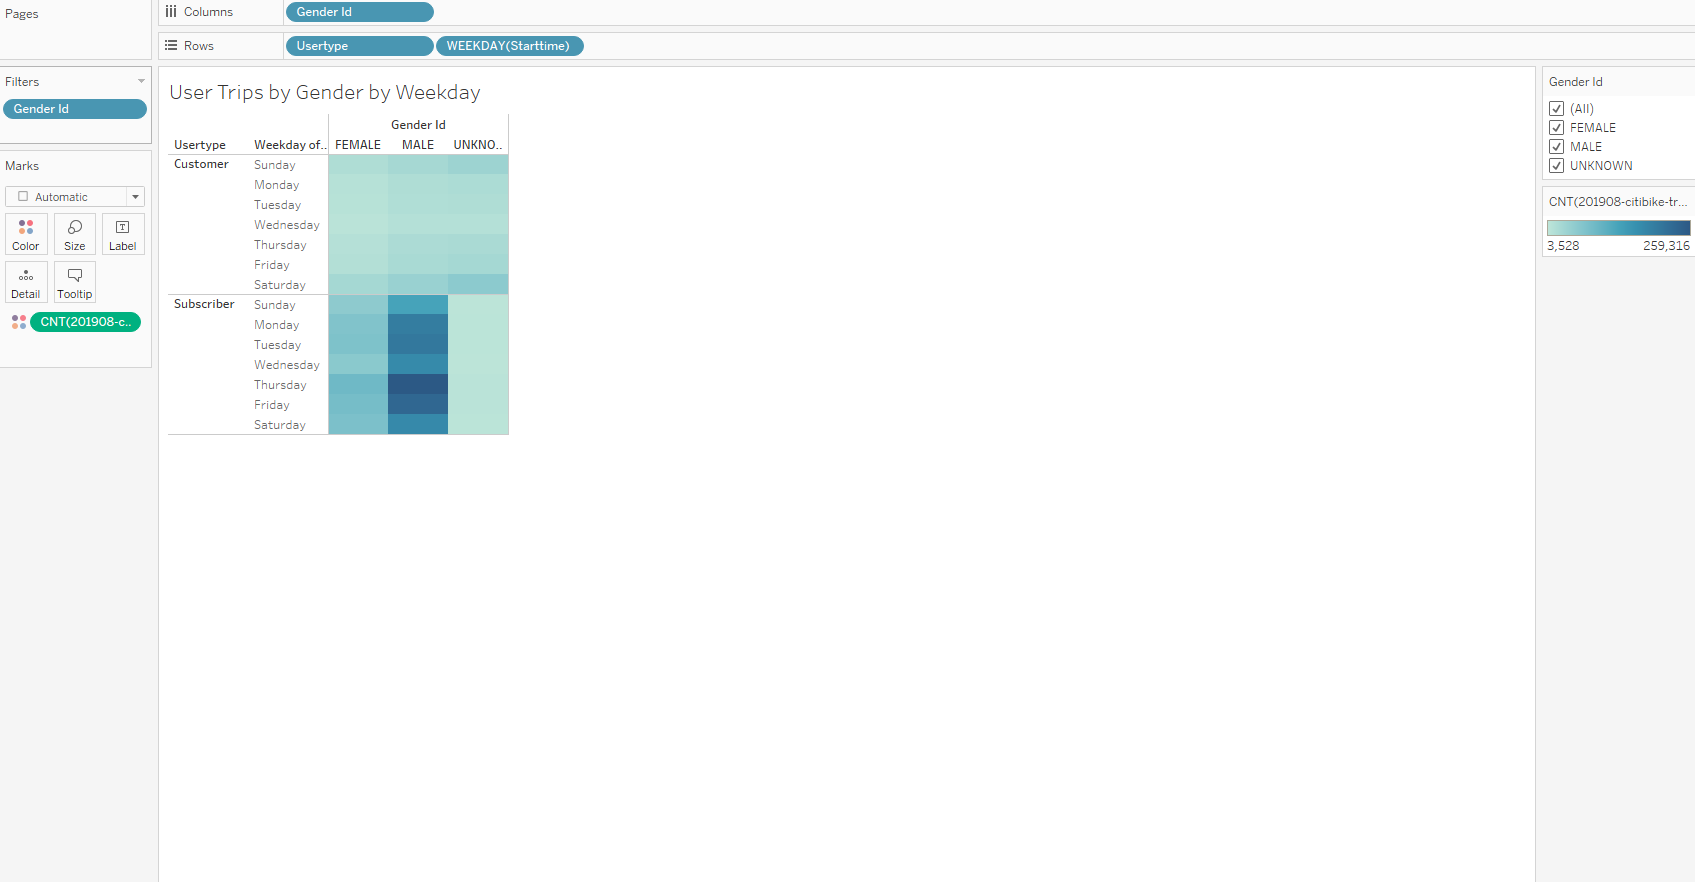 Pages
Columns
Gender Id
Rows
Usertype
WEEKDAY(Starttime)
Filters
Gender Id
Marks
Automatic
Color
Size
Label
Detail
Tooltip
CNT(201908-c..
User Trips by Gender by Weekday
Gender Id
Usertype
Weekday of..
FEMALE
MALE
UNKNO..
Customer
Sunday
Monday
Tuesday
Wednesday
Thursday
Friday
Saturday
Subscriber
Sunday
Monday
Tuesday
Wednesday
Thursday
Friday
Saturday
Gender Id
(All)
FEMALE
MALE
UNKNOWN
CNT(201908-citibike-tr...
3,528
259,316